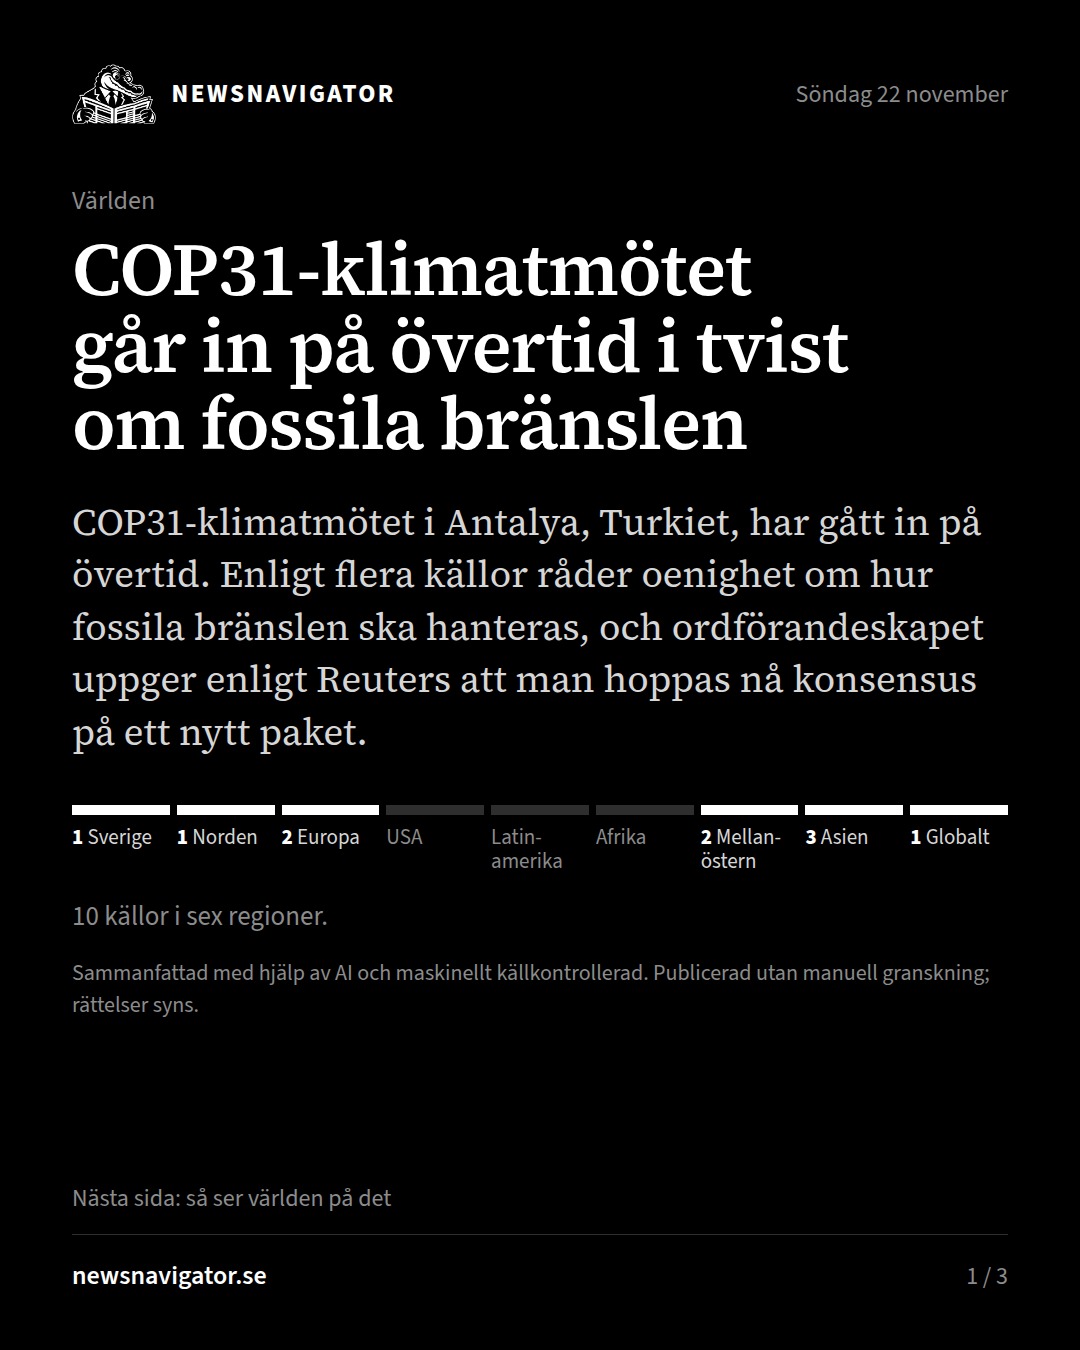 NEWSNAVIGATOR
Söndag 22 november
Världen
COP31-klimatmötet
går in på övertid i tvist
om fossila bränslen
COP31-klimatmötet i Antalya, Turkiet, har gått in på
övertid. Enligt flera källor råder oenighet om hur
fossila bränslen ska hanteras, och ordförandeskapet
uppger enligt Reuters att man hoppas nå konsensus
på ett nytt paket.
1 Sverige
1 Norden
2 Europa
USA
Latin-
amerika
Afrika
2 Mellan-
östern
3 Asien
1 Globalt
10 källor i sex regioner.
Sammanfattad med hjälp av AI och maskinellt källkontrollerad. Publicerad utan manuell granskning;
rättelser syns.
Nästa sida: så ser världen på det
newsnavigator.se
1 / 3